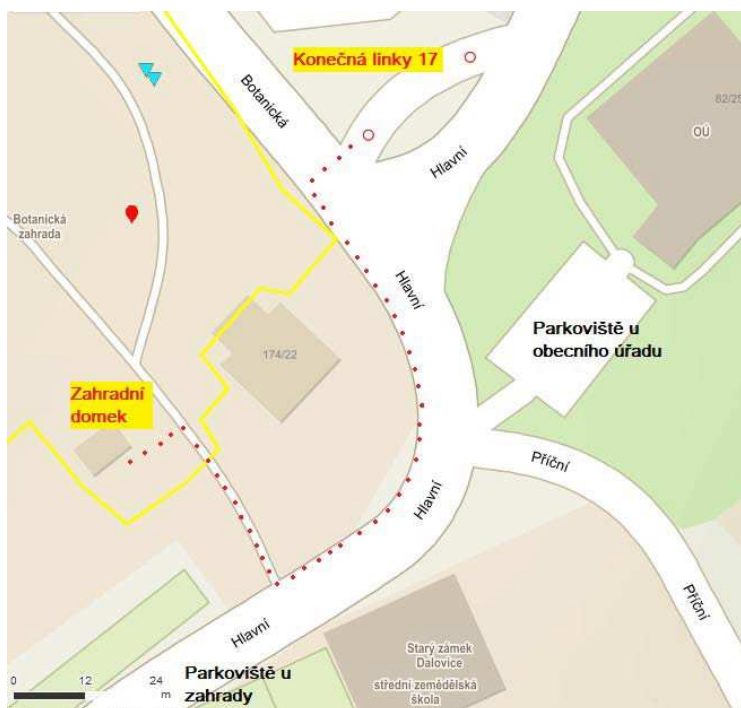 Konečná linky 17
Botanická
82/25
OÚ
Hlavní
Botanická
zahrada
Hlavní
Parkoviště u
obecního úřadu
174/22
Zahradní
domek
Příční
Hlavní
Příční
Hlavní
Starý zámek
Dalovice
střední zemědělská
škola
Parkoviště u
zahrady
0 12 24
m